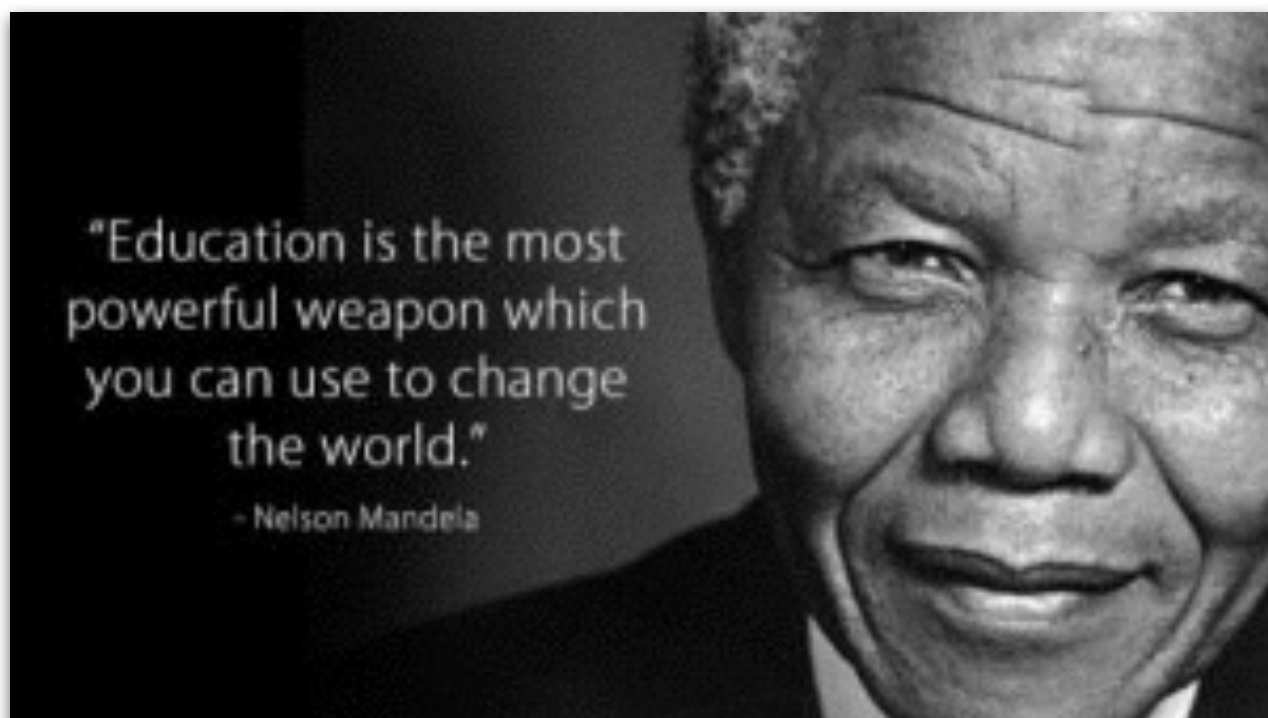 “Education is the most
powerful weapon which
you can use to change
the world.”
- Nelson Mandela